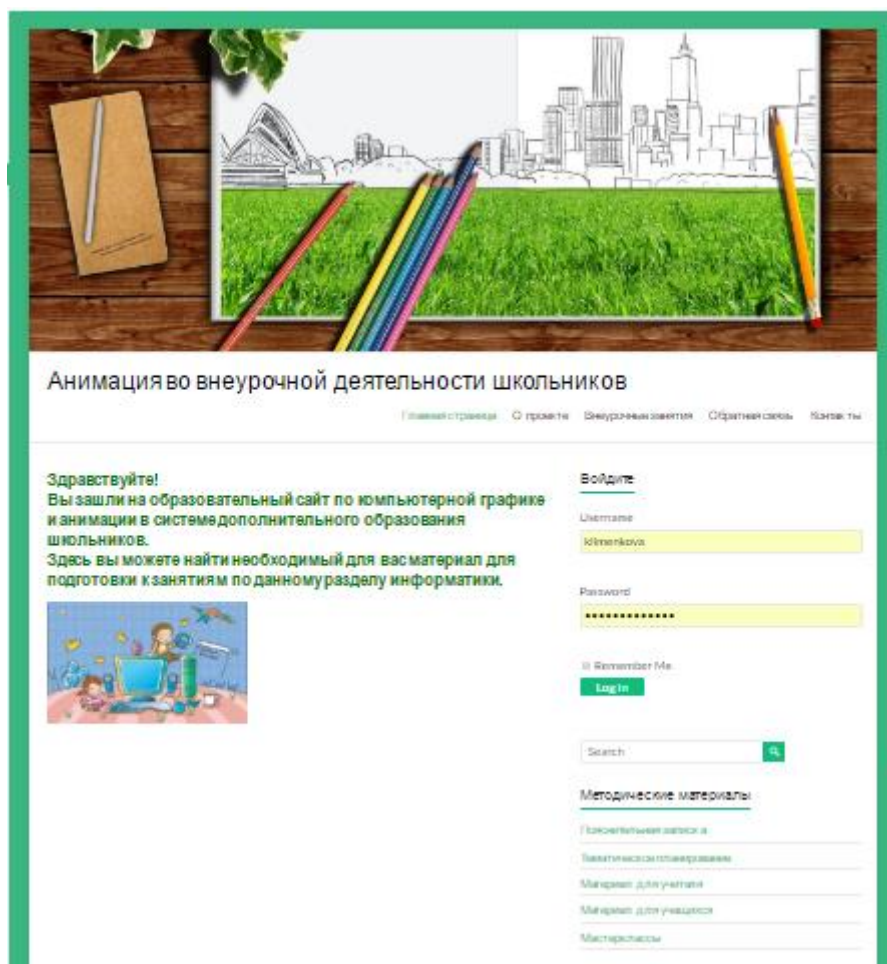 Анимация во внеурочной деятельности школьников
Главная страница О проекте Внеурочные занятия Обратная связь Контакты
Здравствуйте!
Вы зашли на образовательный сайт по компьютерной графике
и анимации в системе дополнительного образования
школьников.
Здесь вы можете найти необходимый для вас материал для
подготовки к занятиям по данному разделу информатики.
Войдите
Username
klimenkova
Password
Remember Me
Log In
Search
Методические материалы
Пояснительная записка
Тематическое планирование
Материал для учителя
Материал для учащихся
Мастерклассы